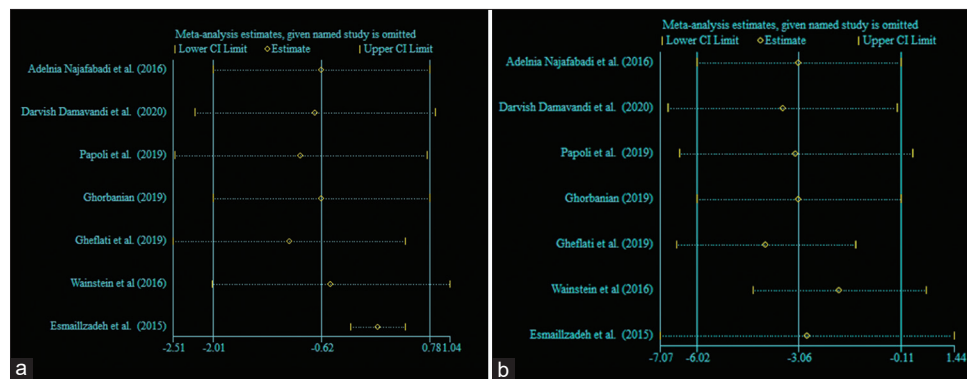 Meta-analysis estimates, given named study is omitted
Lower CI Limit Estimate Upper CI Limit
Adelnia Najafabadi et al. (2016)
Darvish Damavandi et al. (2020)
Papoli et al. (2019)
Ghorbanian (2019)
Gheflati et al. (2019)
Wainstein et al (2016)
Esmaillzadeh et al. (2015)
-2.51 -2.01 -0.62 0.78 1.04
a
Meta-analysis estimates, given named study is omitted
Lower CI Limit Estimate Upper CI Limit
Adelnia Najafabadi et al. (2016)
Darvish Damavandi et al. (2020)
Papoli et al. (2019)
Ghorbanian (2019)
Gheflati et al. (2019)
Wainstein et al (2016)
Esmaillzadeh et al. (2015)
-7.07 -6.02 -3.06 -0.11 1.44
b